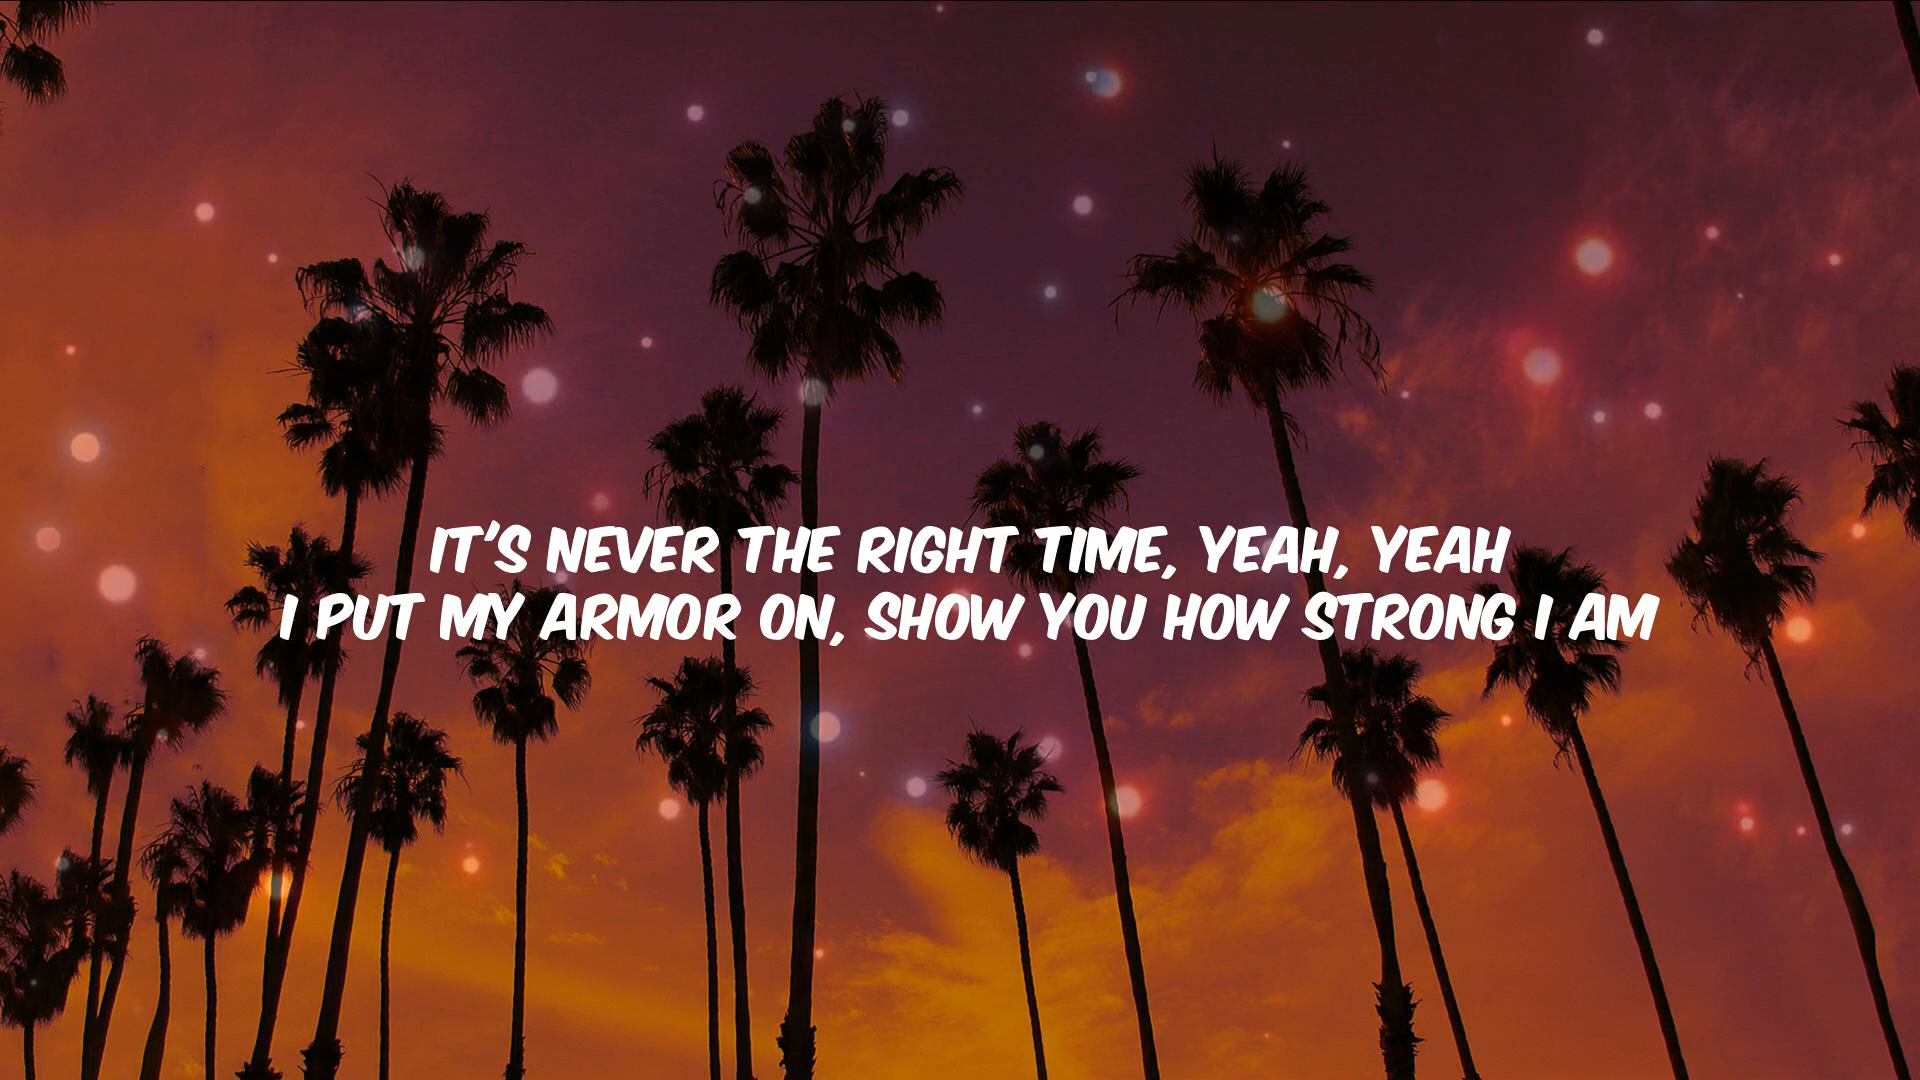 IT'S NEVER THE RIGHT TIME, YEAH, YEAH
I PUT MY ARMOR ON, SHOW YOU HOW STRONG I AM